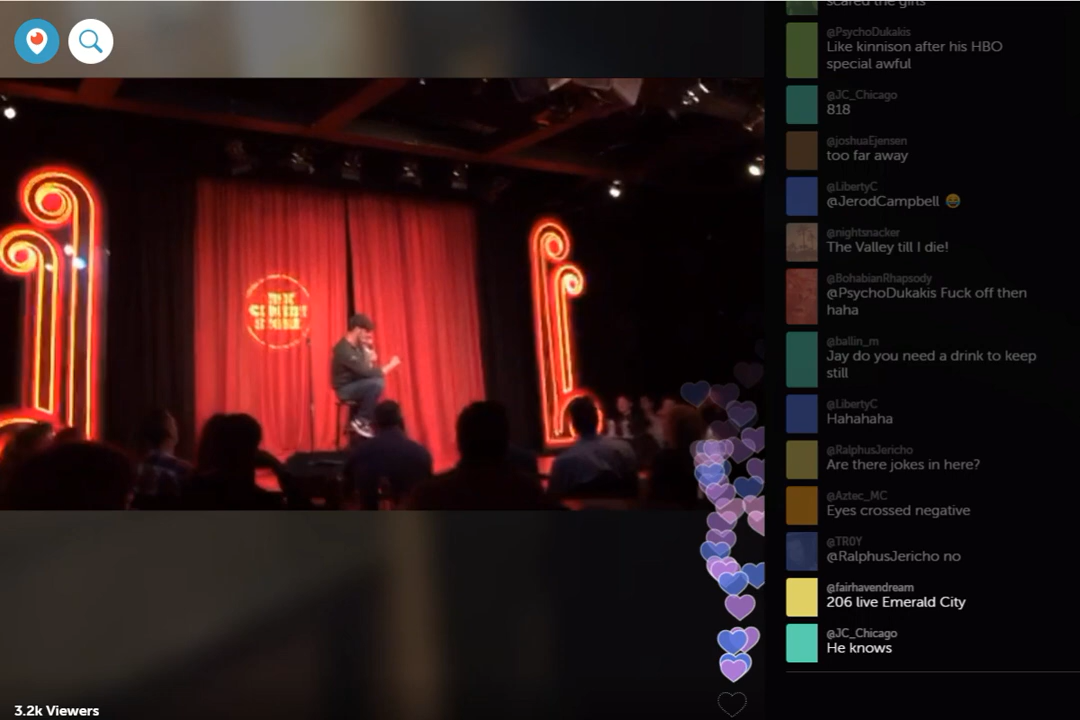 scared the girls
@PsychoDukakis
Like kinnison after his HBO
special awful
@JC_Chicago
818
@joshuaEjensen
too far away
@LibertyC
@JerodCampbell
@nightsnacker
The Valley till I die!
@BohabianRhapsody
@PsychoDukakis Fuck off then
haha
@ballin_m
Jay do you need a drink to keep
still
@LibertyC
Hahahaha
@RalphusJericho
Are there jokes in here?
@Aztec_MC
Eyes crossed negative
@TR0Y
@RalphusJericho no
@fairhavendream
206 live Emerald City
@JC_Chicago
He knows
3.2k Viewers